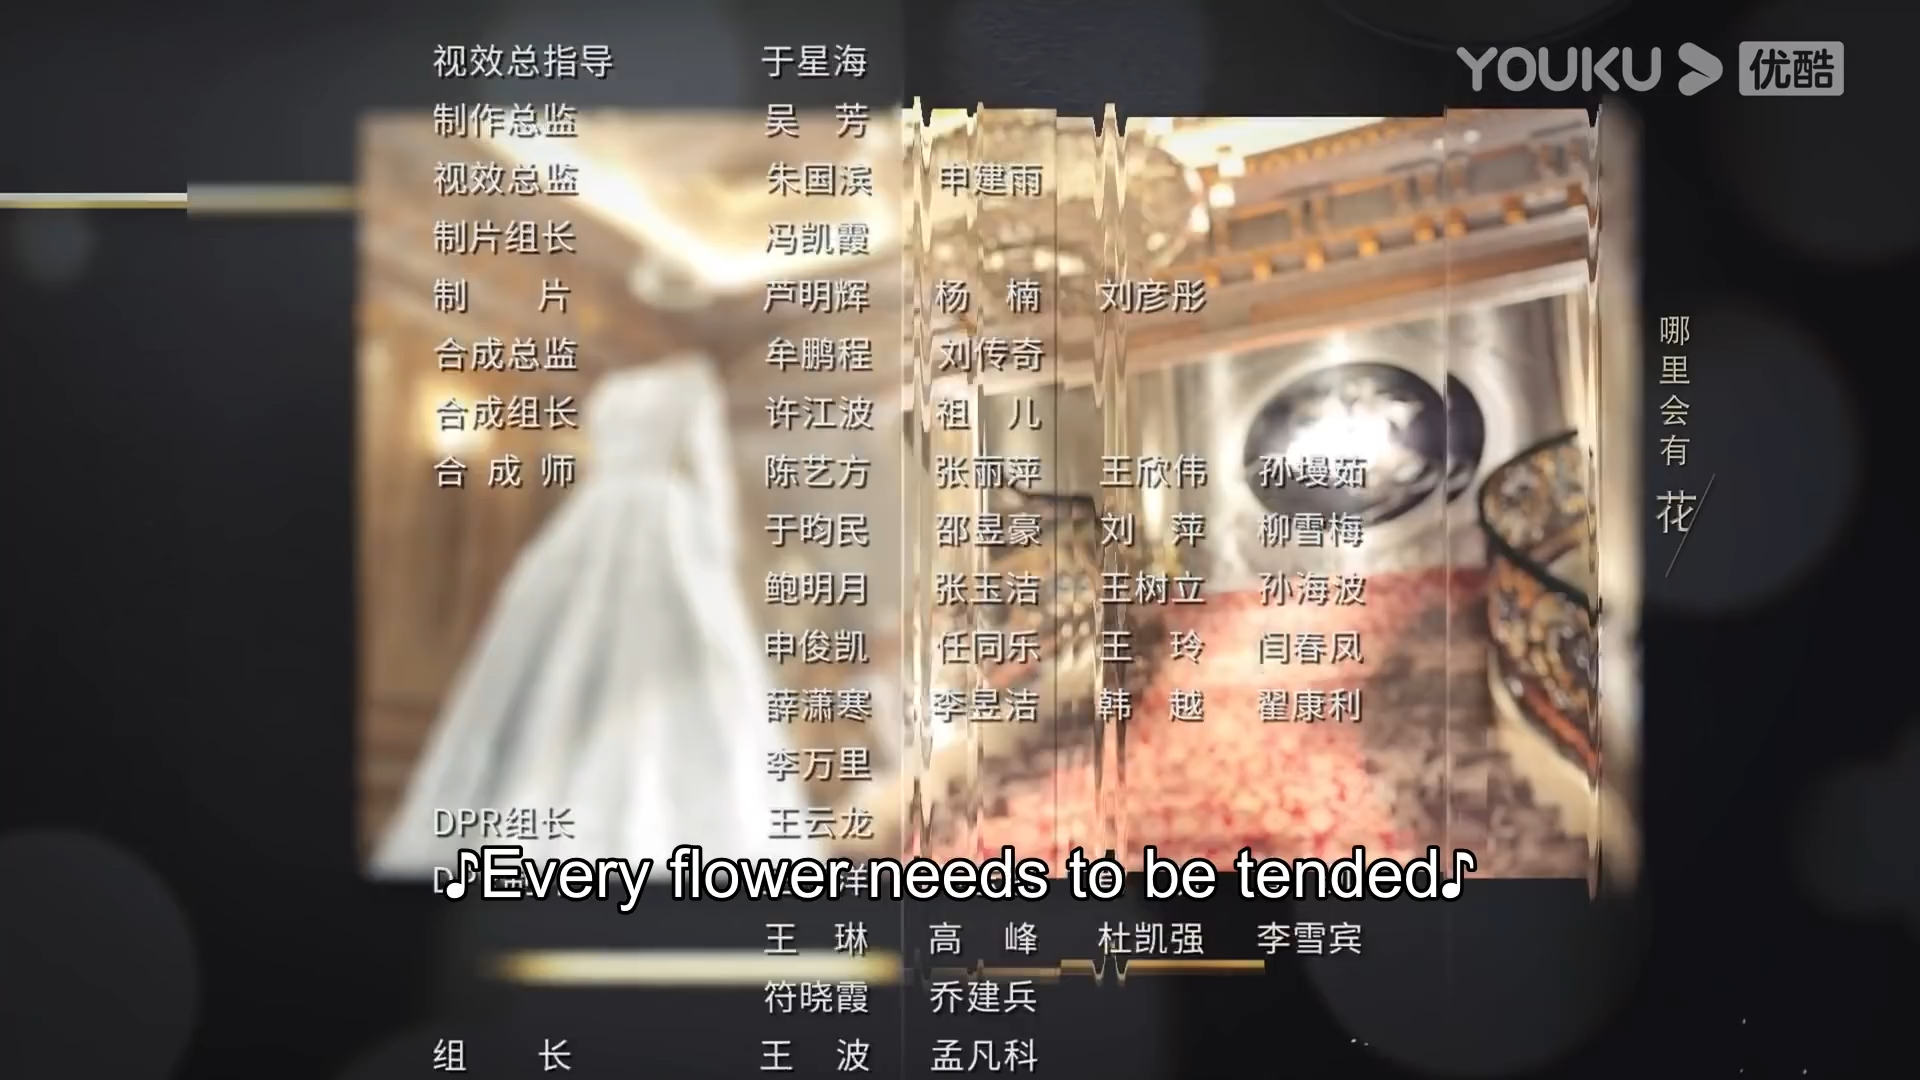 YOUKU 优酷
视效总指导 于星海
制作总监 吴 芳
视效总监 朱国滨 申建雨
制片组长 冯凯霞
制 片 芦明辉 杨 楠 刘彦彤
合成总监 牟鹏程 刘传奇
合成组长 许江波 祖 儿
合 成 师 陈艺方 张丽萍 王欣伟 孙墁茹
于昀民 邵昱豪 刘 萍 柳雪梅
鲍明月 张玉洁 王树立 孙海波
申俊凯 任同乐 王 玲 闫春凤
薛潇寒 李昱洁 韩 越 翟康利
李万里
DPR组长 王云龙
♪Every flower needs to be tended♪
王 琳 高 峰 杜凯强 李雪宾
符晓霞 乔建兵
组 长 王 波 孟凡科
哪里会有花